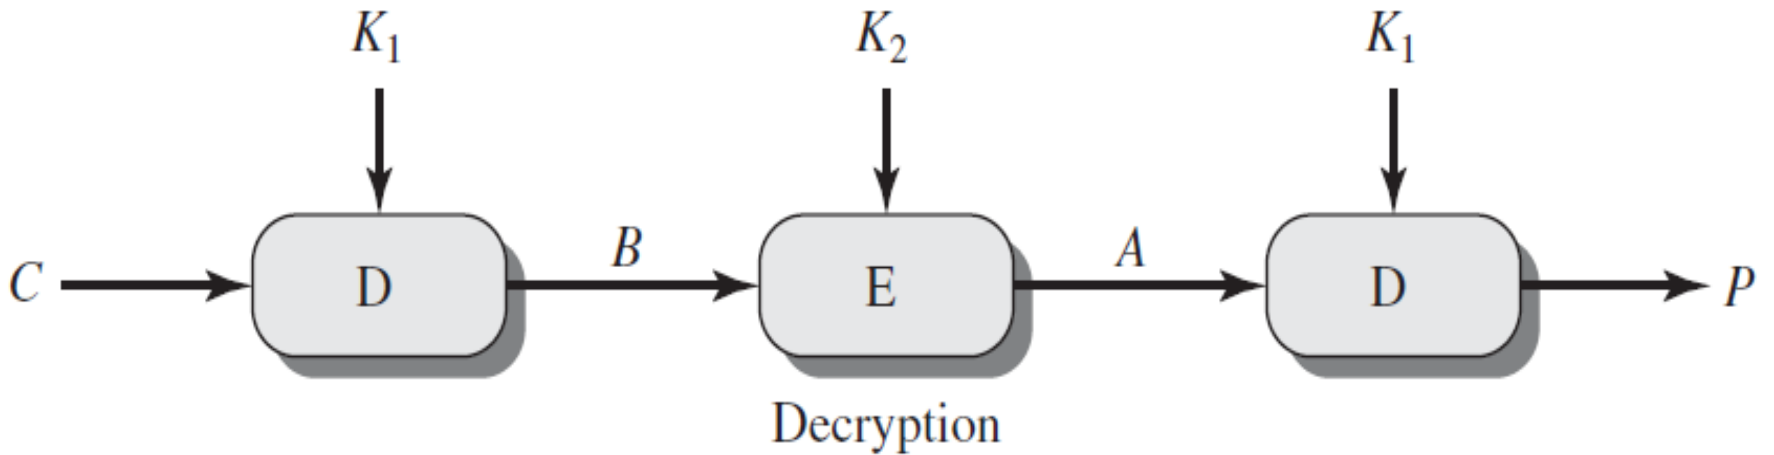 K₁ K₂ K₁
C D B E A D P
Decryption